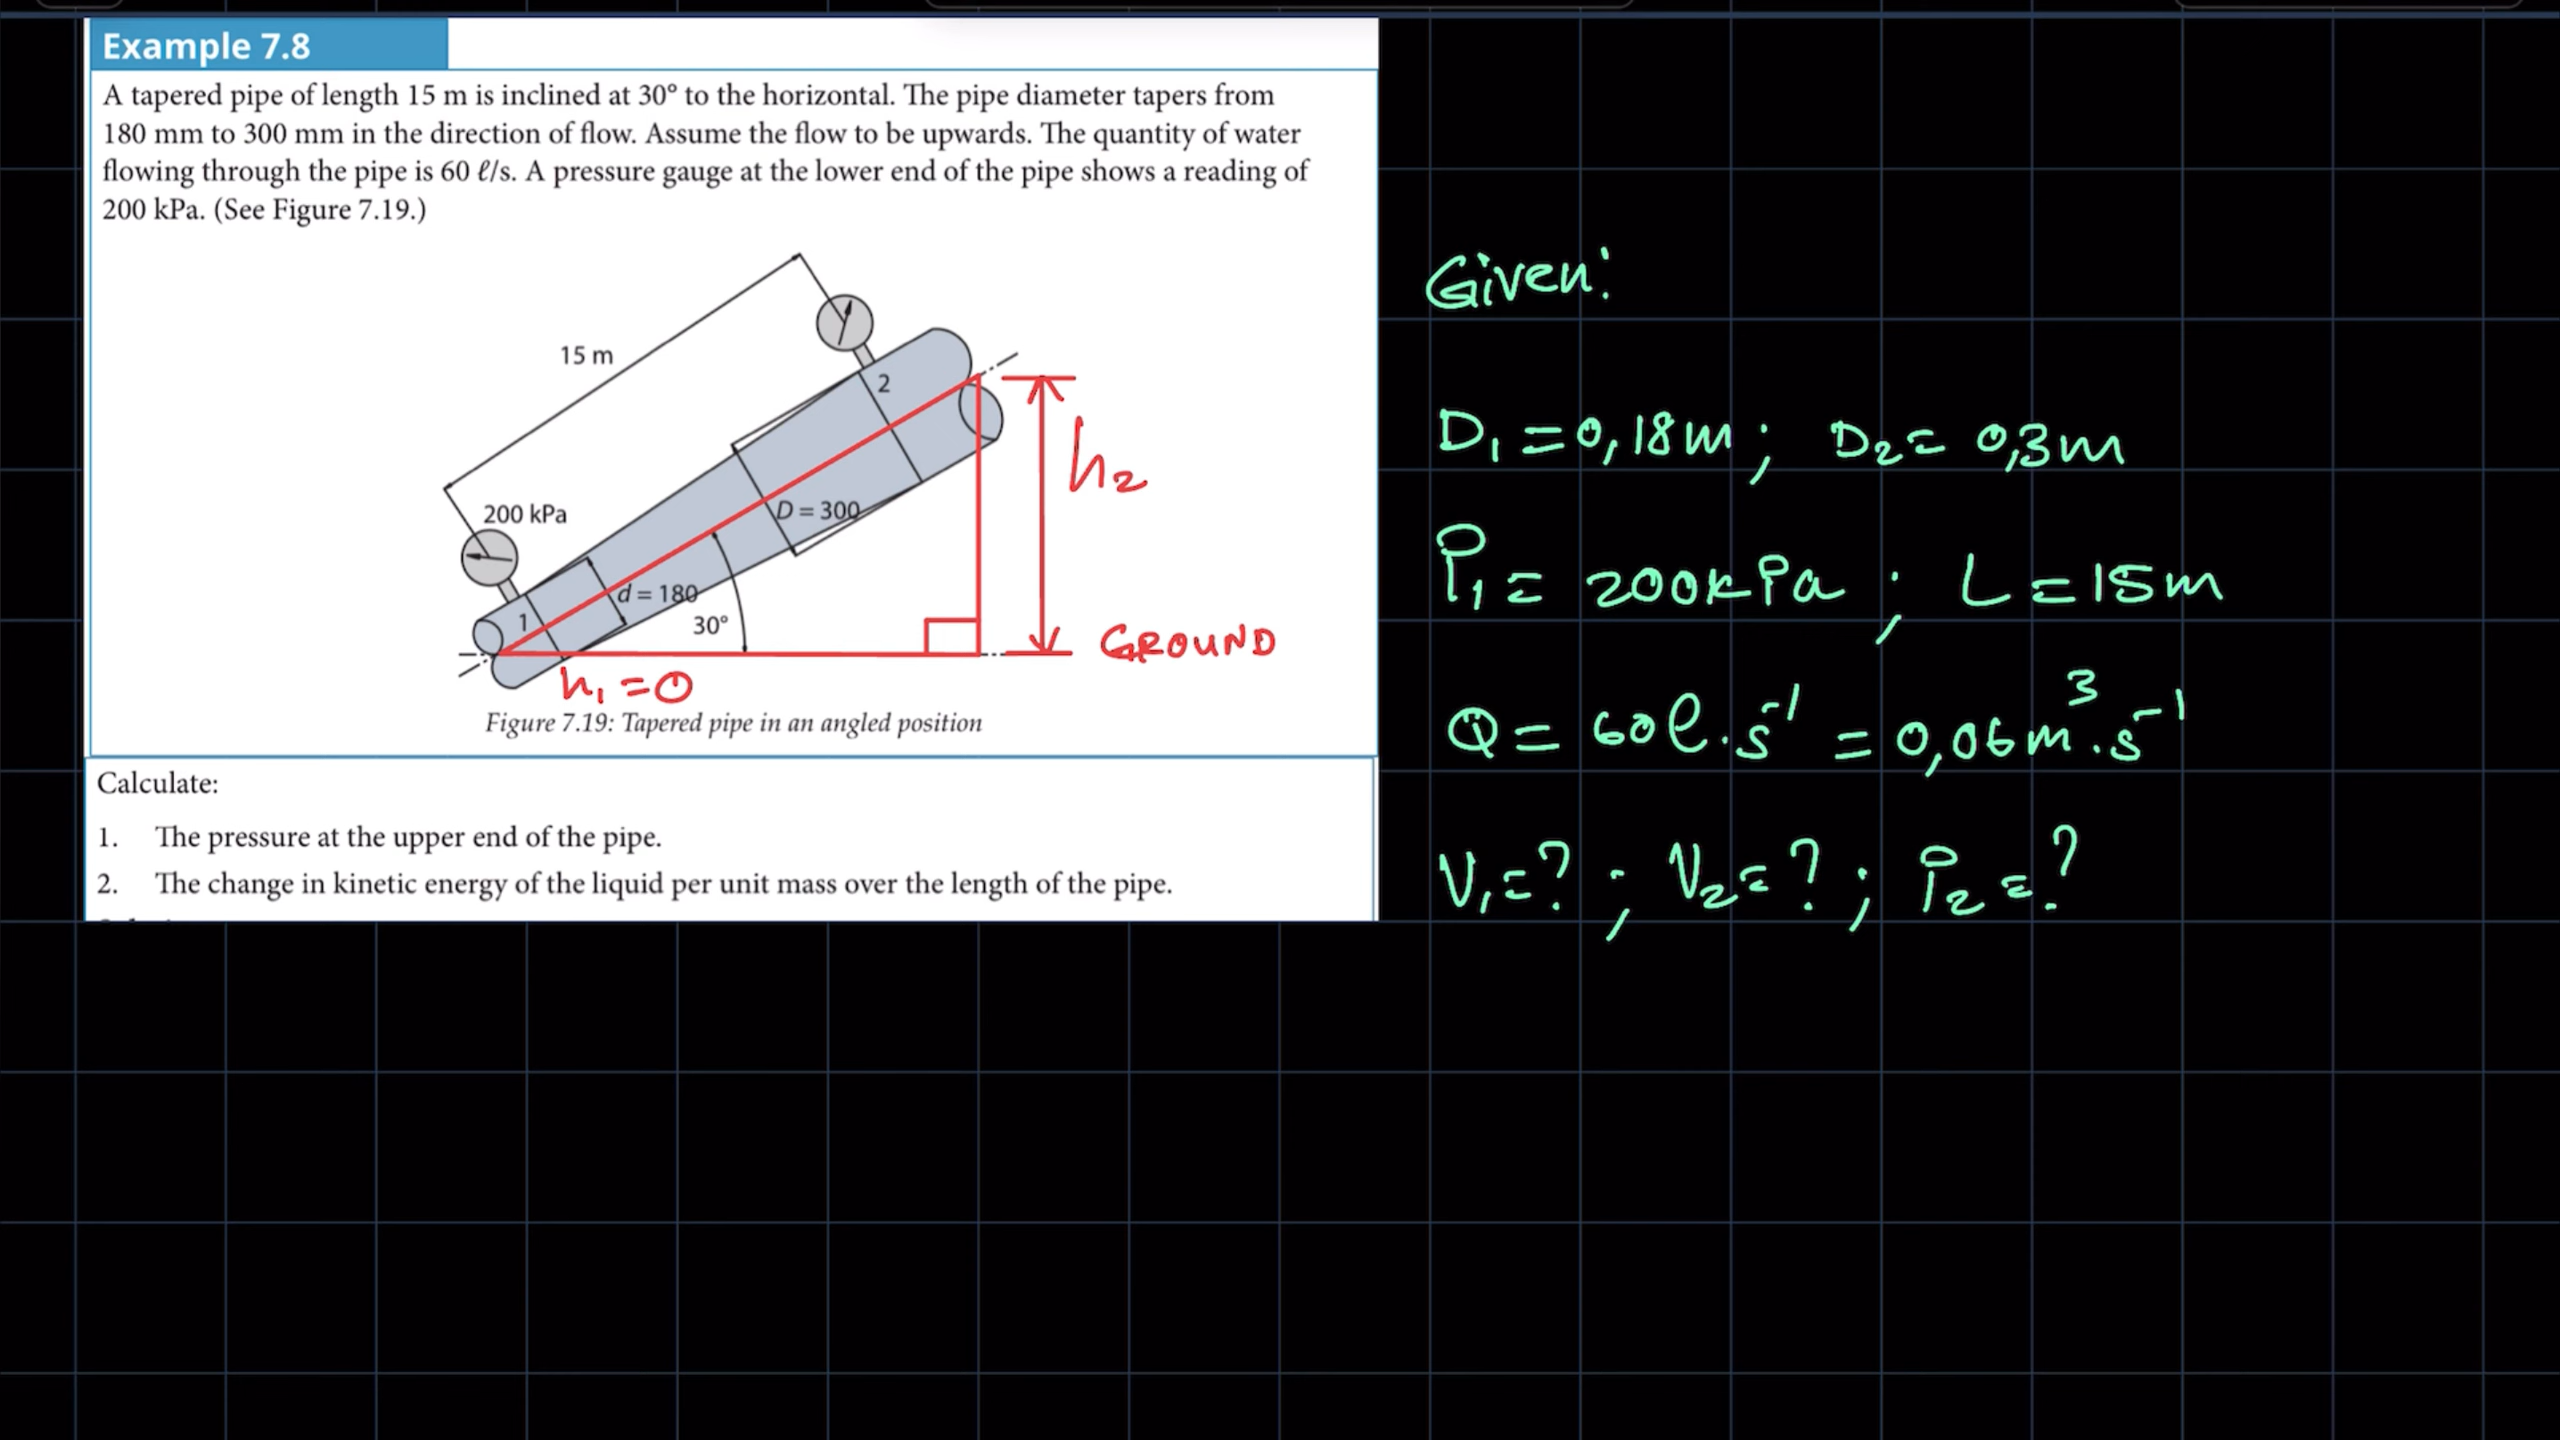 Example 7.8
A tapered pipe of length 15 m is inclined at 30° to the horizontal. The pipe diameter tapers from
180 mm to 300 mm in the direction of flow. Assume the flow to be upwards. The quantity of water
flowing through the pipe is 60 ℓ/s. A pressure gauge at the lower end of the pipe shows a reading of
200 kPa. (See Figure 7.19.)
15 m
2
200 kPa
D = 300
d = 180
1
30°
h₂
GROUND
h₁ = 0
Figure 7.19: Tapered pipe in an angled position
Calculate:
1. The pressure at the upper end of the pipe.
2. The change in kinetic energy of the liquid per unit mass over the length of the pipe.
Given:
D₁ = 0,18m ; D₂ = 0,3m
P₁ = 200kPa ; L = 15m
Q = 60ℓ.s⁻¹ = 0,06m³.s⁻¹
V₁ = ? ; V₂ = ? ; P₂ = ?